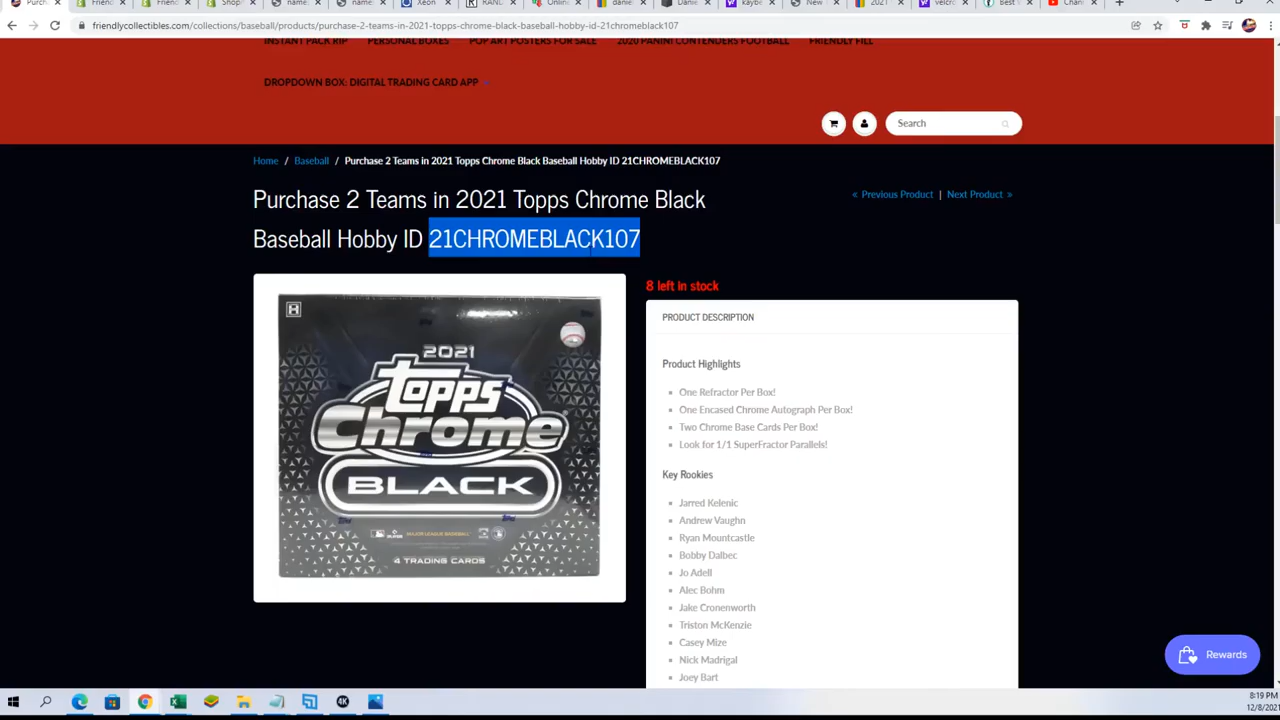 friendlycollectibles.com/collections/baseball/products/purchase-2-teams-in-2021-topps-chrome-black-baseball-hobby-id-21chromeblack107
INSTANT PACK RIP PERSONAL BOXES POP ART POSTERS FOR SALE 2020 PANINI CONTENDERS FOOTBALL FRIENDLY FILL
DROPDOWN BOX: DIGITAL TRADING CARD APP
Search
Home / Baseball / Purchase 2 Teams in 2021 Topps Chrome Black Baseball Hobby ID 21CHROMEBLACK107
« Previous Product | Next Product »
Purchase 2 Teams in 2021 Topps Chrome Black
Baseball Hobby ID 21CHROMEBLACK107
8 left in stock
PRODUCT DESCRIPTION
Product Highlights
One Refractor Per Box!
One Encased Chrome Autograph Per Box!
Two Chrome Base Cards Per Box!
Look for 1/1 SuperFractor Parallels!
Key Rookies
Jarred Kelenic
Andrew Vaughn
Ryan Mountcastle
Bobby Dalbec
Jo Adell
Alec Bohm
Jake Cronenworth
Triston McKenzie
Casey Mize
Nick Madrigal
Joey Bart
H
2021
topps
Chrome
BLACK
4 TRADING CARDS
Rewards
4K
8:19 PM
12/8/2021